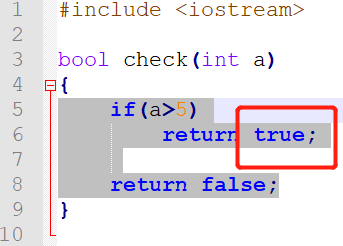 1 #include <iostream>
2
3 bool check(int a)
4 {
5 if(a>5)
6 return true;
7
8 return false;
9 }
10